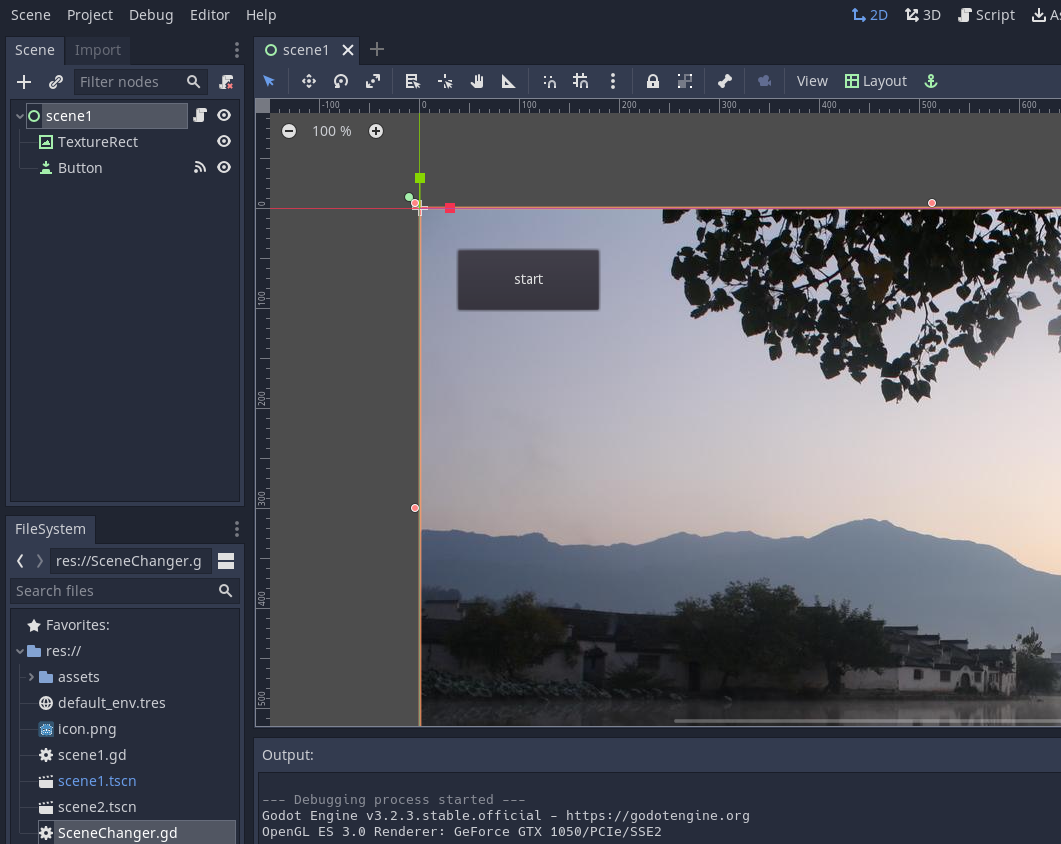 Scene Project Debug Editor Help
2D 3D Script As
Scene Import
scene1
Filter nodes
View Layout
scene1
TextureRect
Button
-100 0 100 200 300 400 500 600
100 %
0
100
200
300
400
500
start
FileSystem
res://SceneChanger.g
Search files
Favorites:
res://
assets
default_env.tres
icon.png
scene1.gd
scene1.tscn
scene2.tscn
SceneChanger.gd
Output:
--- Debugging process started ---
Godot Engine v3.2.3.stable.official - https://godotengine.org
OpenGL ES 3.0 Renderer: GeForce GTX 1050/PCIe/SSE2